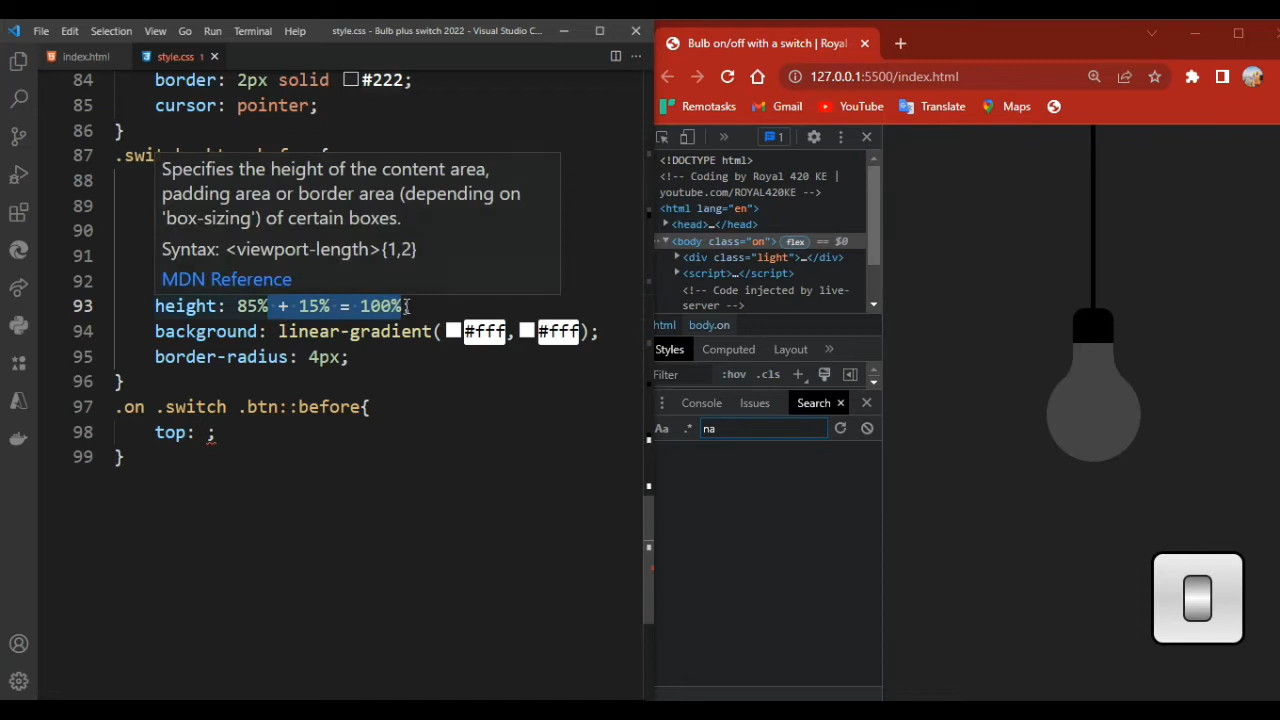 File Edit Selection View Go Run Terminal Help style.css - Bulb plus switch 2022 - Visual Studio C...
index.html style.css 1
84 border: 2px solid #222;
85 cursor: pointer;
86 }
87 .swit
88
89
90
91
92
Specifies the height of the content area,
padding area or border area (depending on
'box-sizing') of certain boxes.
Syntax: <viewport-length>{1,2}
MDN Reference
93 height: 85% + 15% = 100%
94 background: linear-gradient(#fff,#fff);
95 border-radius: 4px;
96 }
97 .on .switch .btn::before{
98 top: ;
99 }
Bulb on/off with a switch | Royal
127.0.0.1:5500/index.html
Remotasks Gmail YouTube Translate Maps
1
<!DOCTYPE html>
<!-- Coding by Royal 420 KE |
youtube.com/ROYAL420KE -->
<html lang="en">
<head>…</head>
<body class="on"> flex == $0
<div class="light">…</div>
<script>…</script>
<!-- Code injected by live-
server -->
html body.on
Styles Computed Layout
Filter :hov .cls
Console Issues Search
Aa .* na